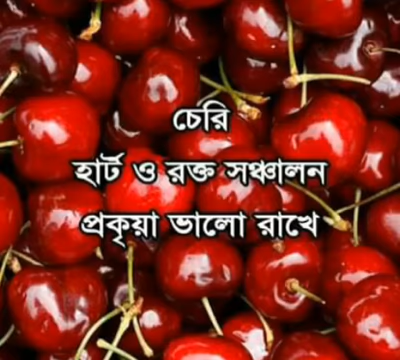 চেরি
হার্ট ও রক্ত সঞ্চালন
প্রকৃয়া ভালো রাখে